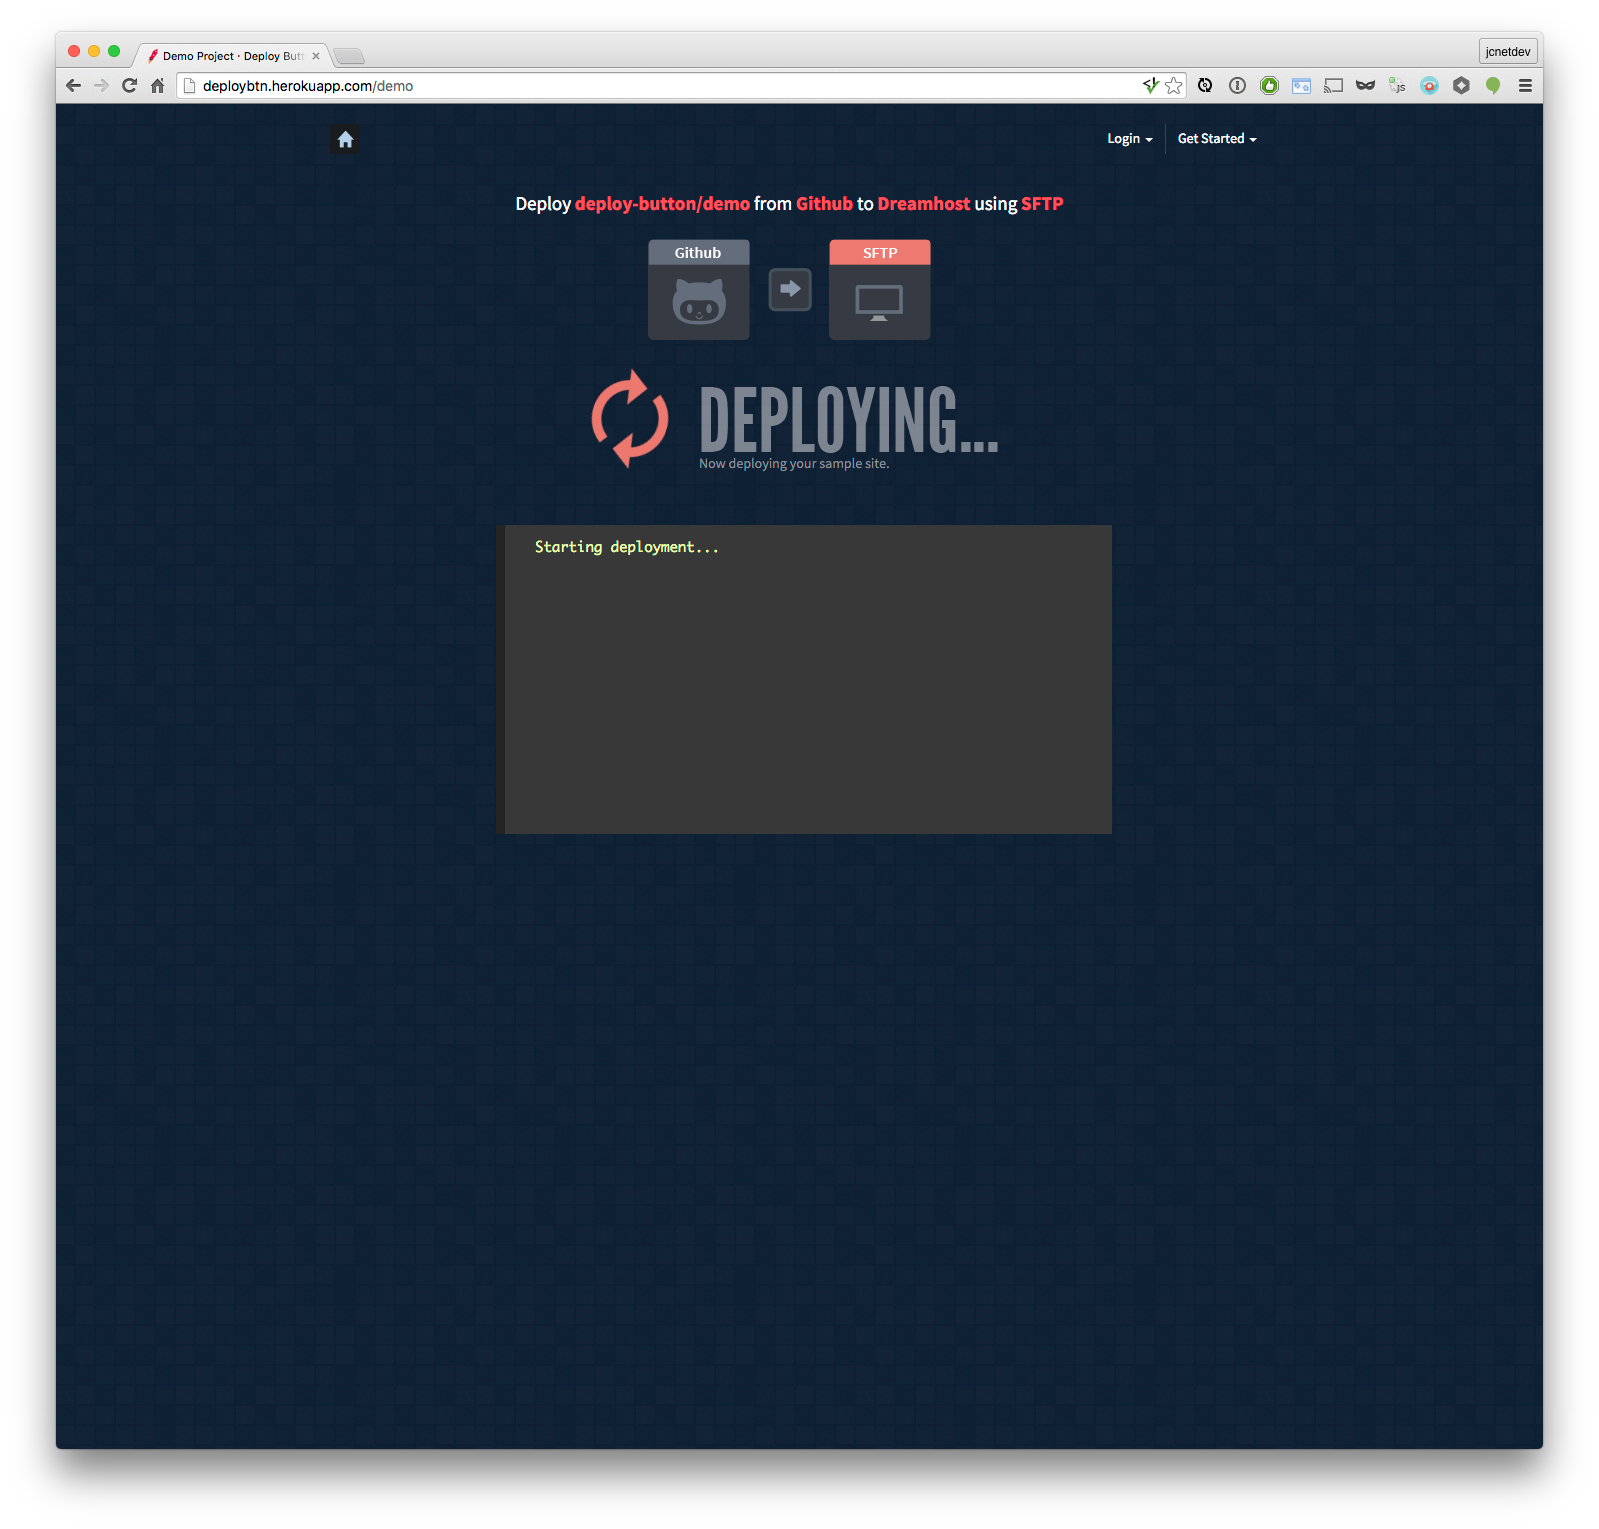 Demo Project · Deploy Butt
jcnetdev
deploybtn.herokuapp.com/demo
js
Login
Get Started
Deploy deploy-button/demo from Github to Dreamhost using SFTP
Github
SFTP
DEPLOYING...
Now deploying your sample site.
Starting deployment...